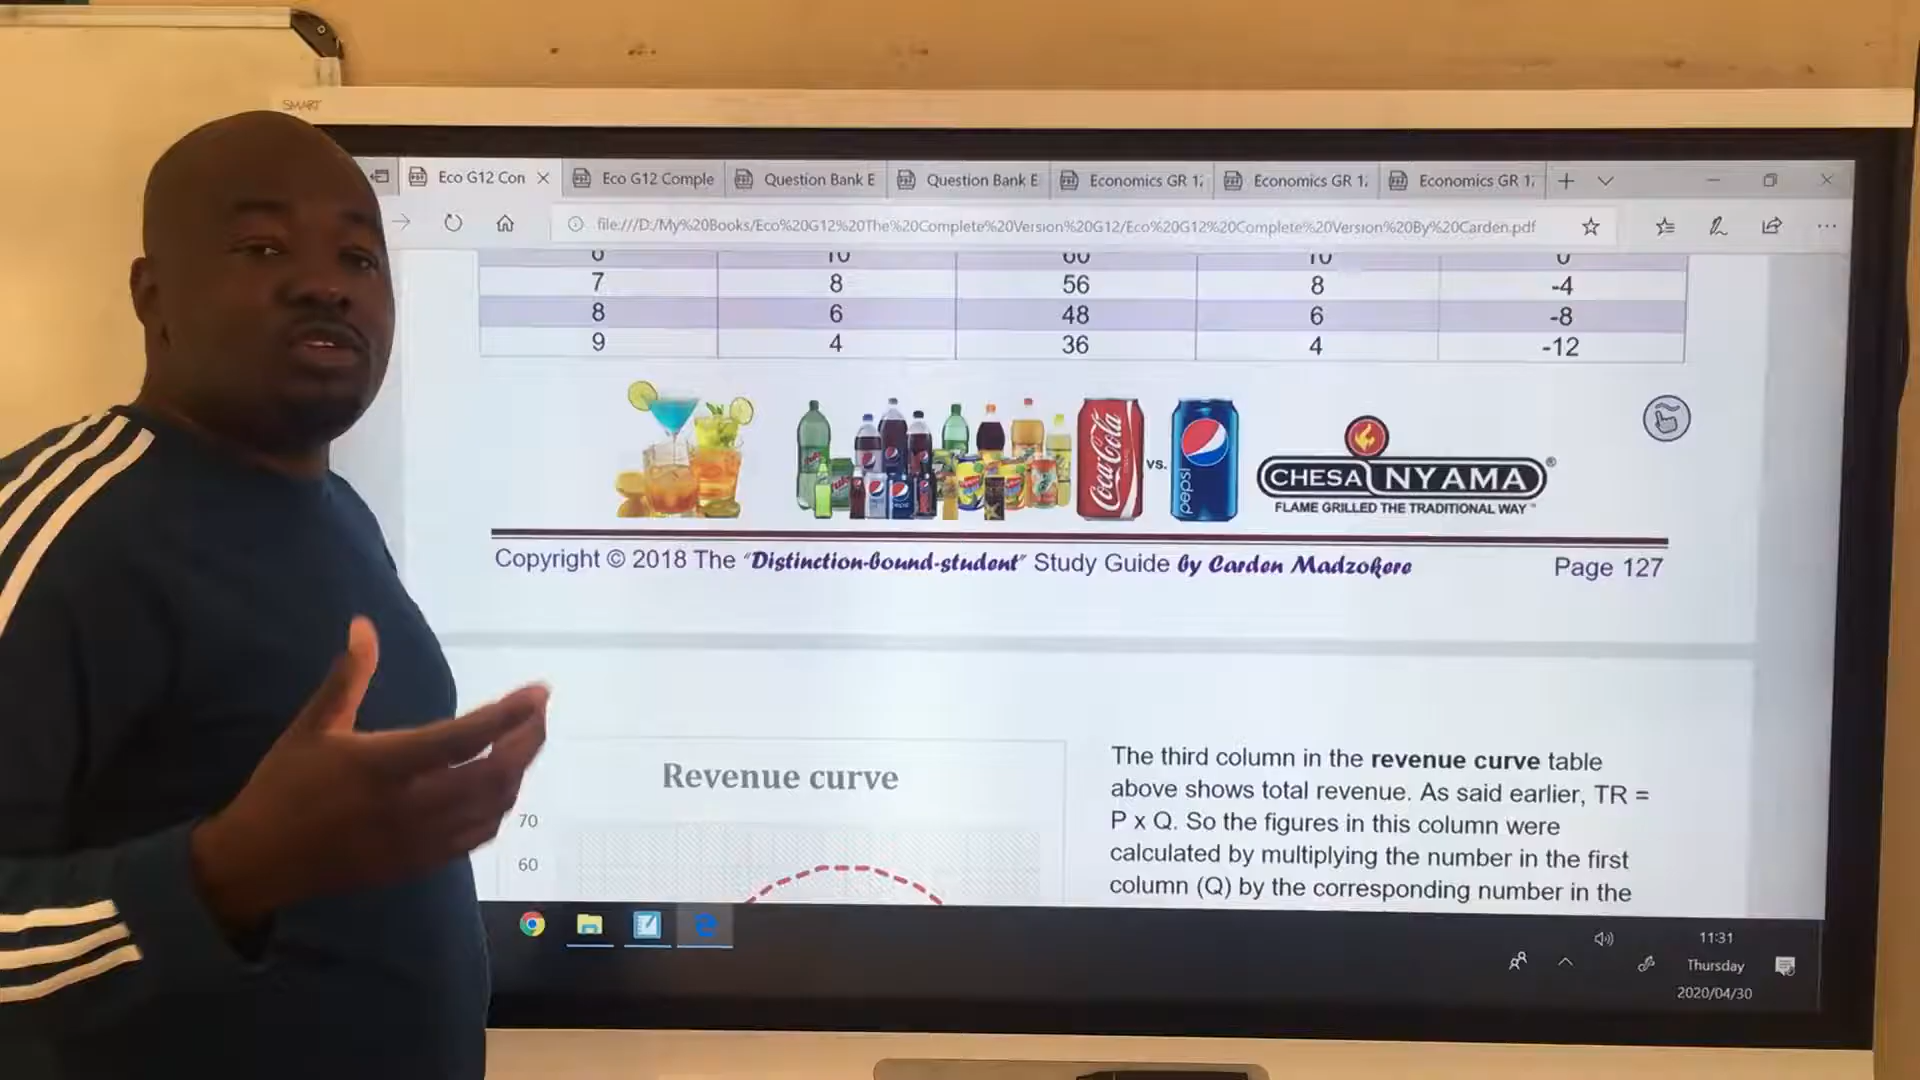 SMART
Eco G12 Con
Eco G12 Comple
Question Bank E
Question Bank E
Economics GR 1
Economics GR 1
Economics GR 1
file:///D:/My%20Books/Eco%20G12%20The%20Complete%20Version%20G12/Eco%20G12%20Complete%20Version%20By%20Carden.pdf
7 8 56 8 -4
8 6 48 6 -8
9 4 36 4 -12
Coca-Cola
vs.
pepsi
CHESA NYAMA ®
FLAME GRILLED THE TRADITIONAL WAY
Copyright © 2018 The “Distinction-bound-student” Study Guide by Carden Madzokere Page 127
Revenue curve
70
60
The third column in the revenue curve table
above shows total revenue. As said earlier, TR =
P x Q. So the figures in this column were
calculated by multiplying the number in the first
column (Q) by the corresponding number in the
11:31
Thursday
2020/04/30